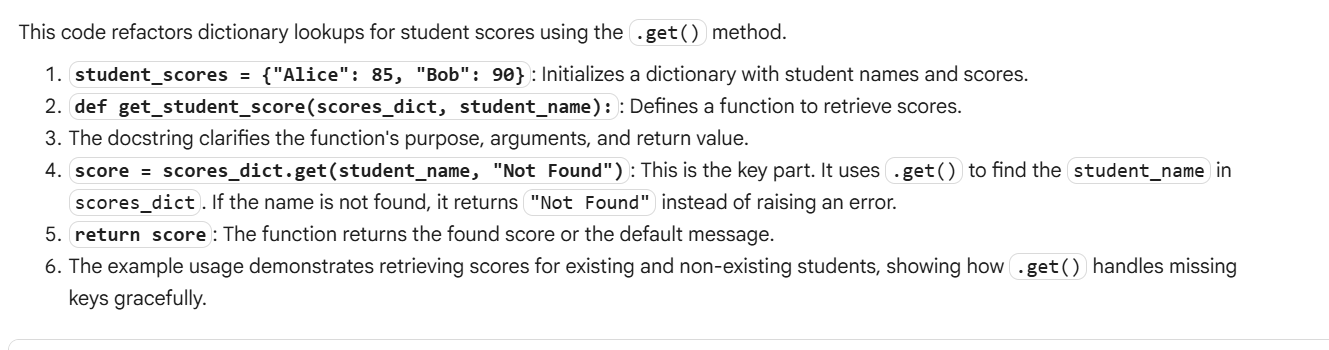 This code refactors dictionary lookups for student scores using the .get() method.
1. student_scores = {"Alice": 85, "Bob": 90}: Initializes a dictionary with student names and scores.
2. def get_student_score(scores_dict, student_name):: Defines a function to retrieve scores.
3. The docstring clarifies the function's purpose, arguments, and return value.
4. score = scores_dict.get(student_name, "Not Found"): This is the key part. It uses .get() to find the student_name in
scores_dict. If the name is not found, it returns "Not Found" instead of raising an error.
5. return score: The function returns the found score or the default message.
6. The example usage demonstrates retrieving scores for existing and non-existing students, showing how .get() handles missing
keys gracefully.